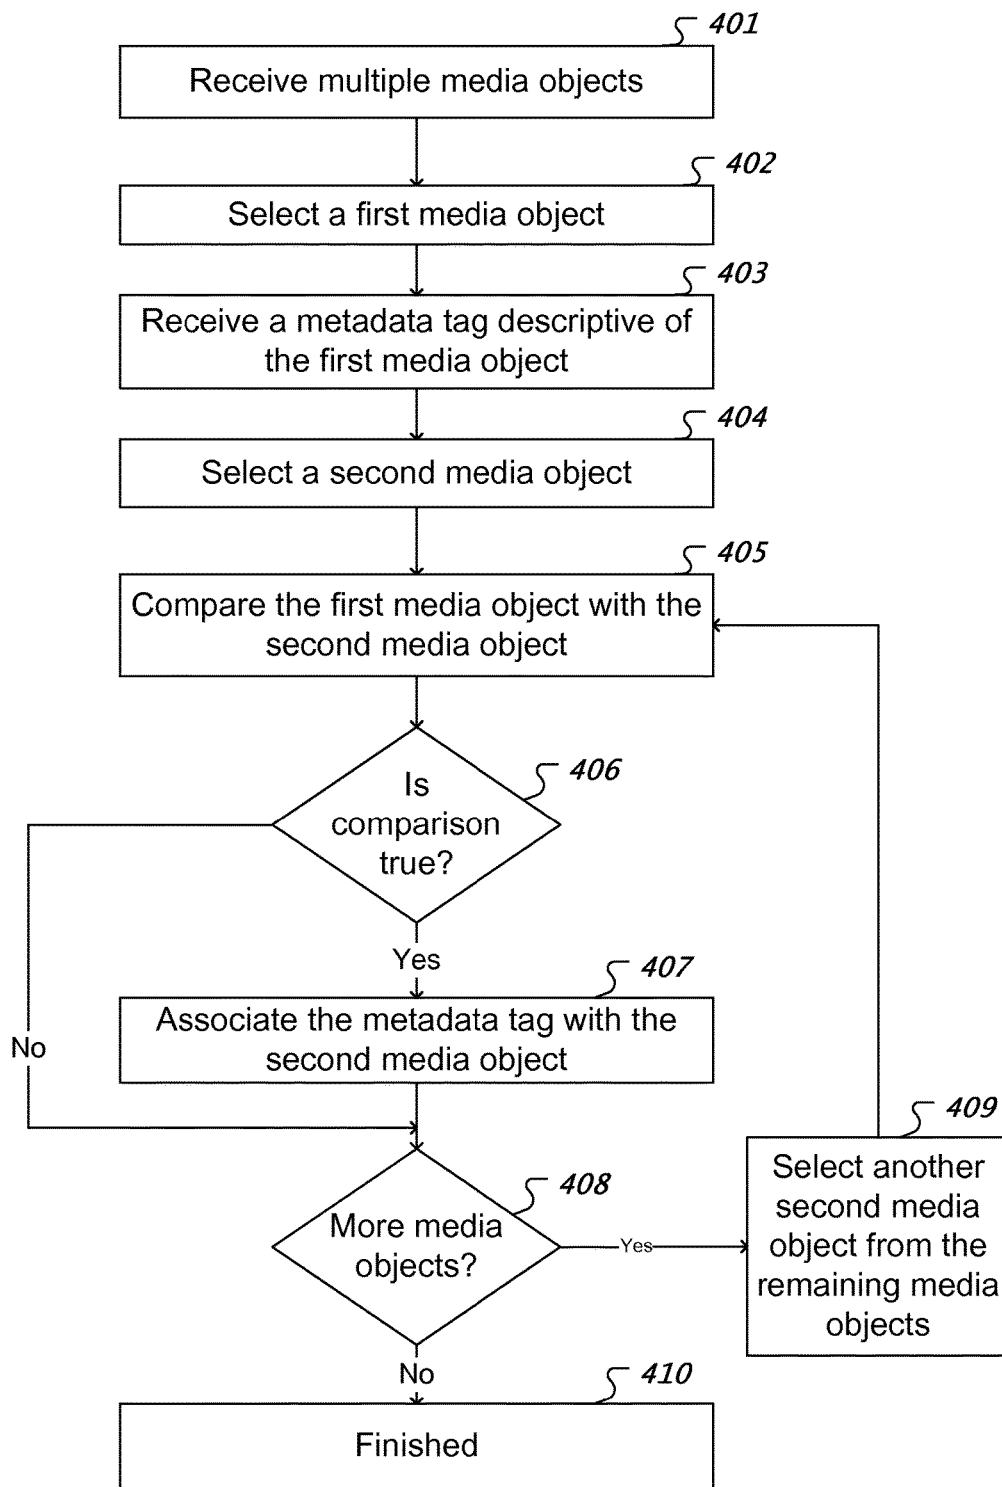 401
Receive multiple media objects
402
Select a first media object
403
Receive a metadata tag descriptive of
the first media object
404
Select a second media object
405
Compare the first media object with the
second media object
406
Is
comparison
true?
Yes
407
Associate the metadata tag with the
second media object
No
409
Select another
second media
object from the
remaining media
objects
408
More media
objects?
Yes
No
410
Finished